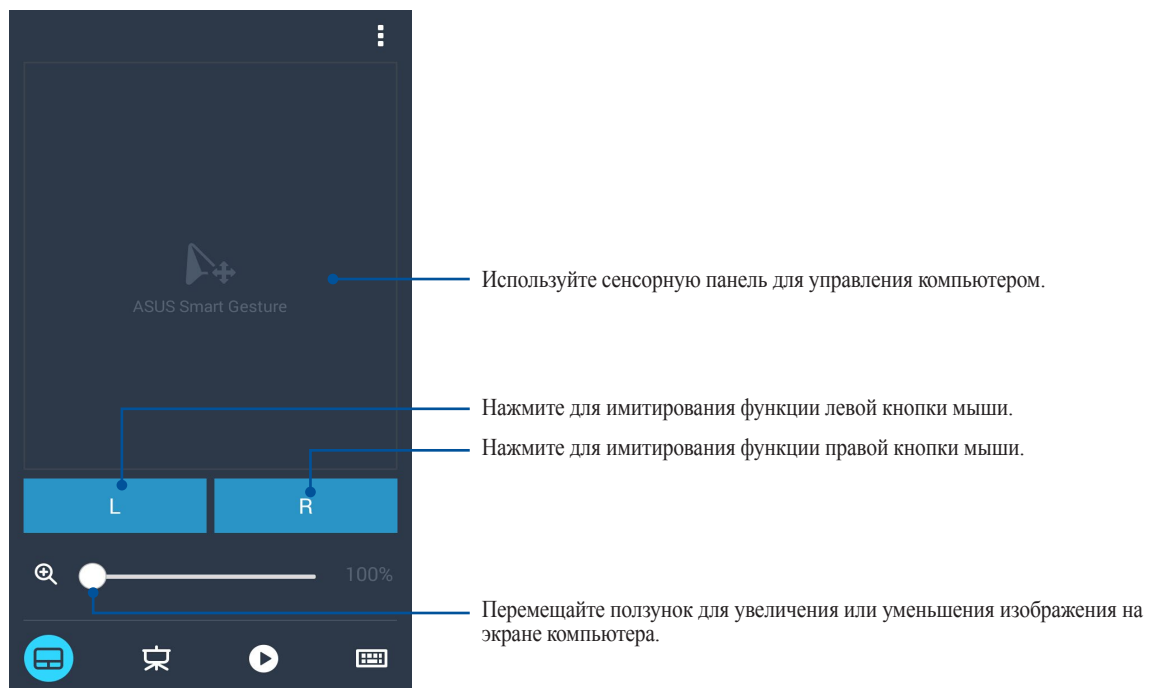 ASUS Smart Gesture
Используйте сенсорную панель для управления компьютером.
Нажмите для имитирования функции левой кнопки мыши.
Нажмите для имитирования функции правой кнопки мыши.
L
R
100%
Перемещайте ползунок для увеличения или уменьшения изображения на
экране компьютера.